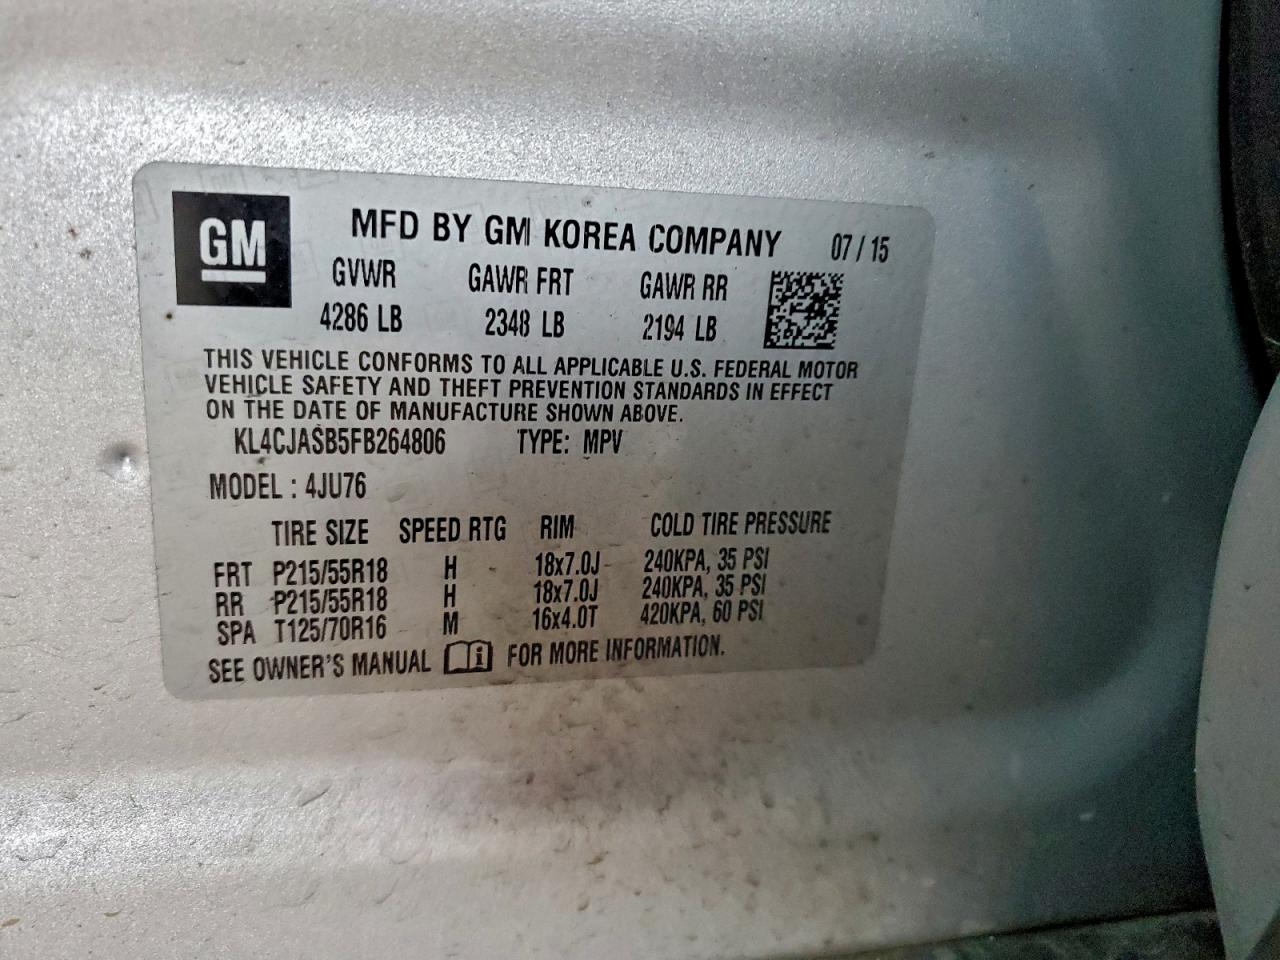 GM
MFD BY GM KOREA COMPANY 07/15
GVWR GAWR FRT GAWR RR
4286 LB 2348 LB 2194 LB
THIS VEHICLE CONFORMS TO ALL APPLICABLE U.S. FEDERAL MOTOR
VEHICLE SAFETY AND THEFT PREVENTION STANDARDS IN EFFECT
ON THE DATE OF MANUFACTURE SHOWN ABOVE.
KL4CJASB5FB264806 TYPE: MPV
MODEL : 4JU76
TIRE SIZE SPEED RTG RIM COLD TIRE PRESSURE
FRT P215/55R18 H 18x7.0J 240KPA, 35 PSI
RR P215/55R18 H 18x7.0J 240KPA, 35 PSI
SPA T125/70R16 M 16x4.0T 420KPA, 60 PSI
SEE OWNER'S MANUAL i FOR MORE INFORMATION.